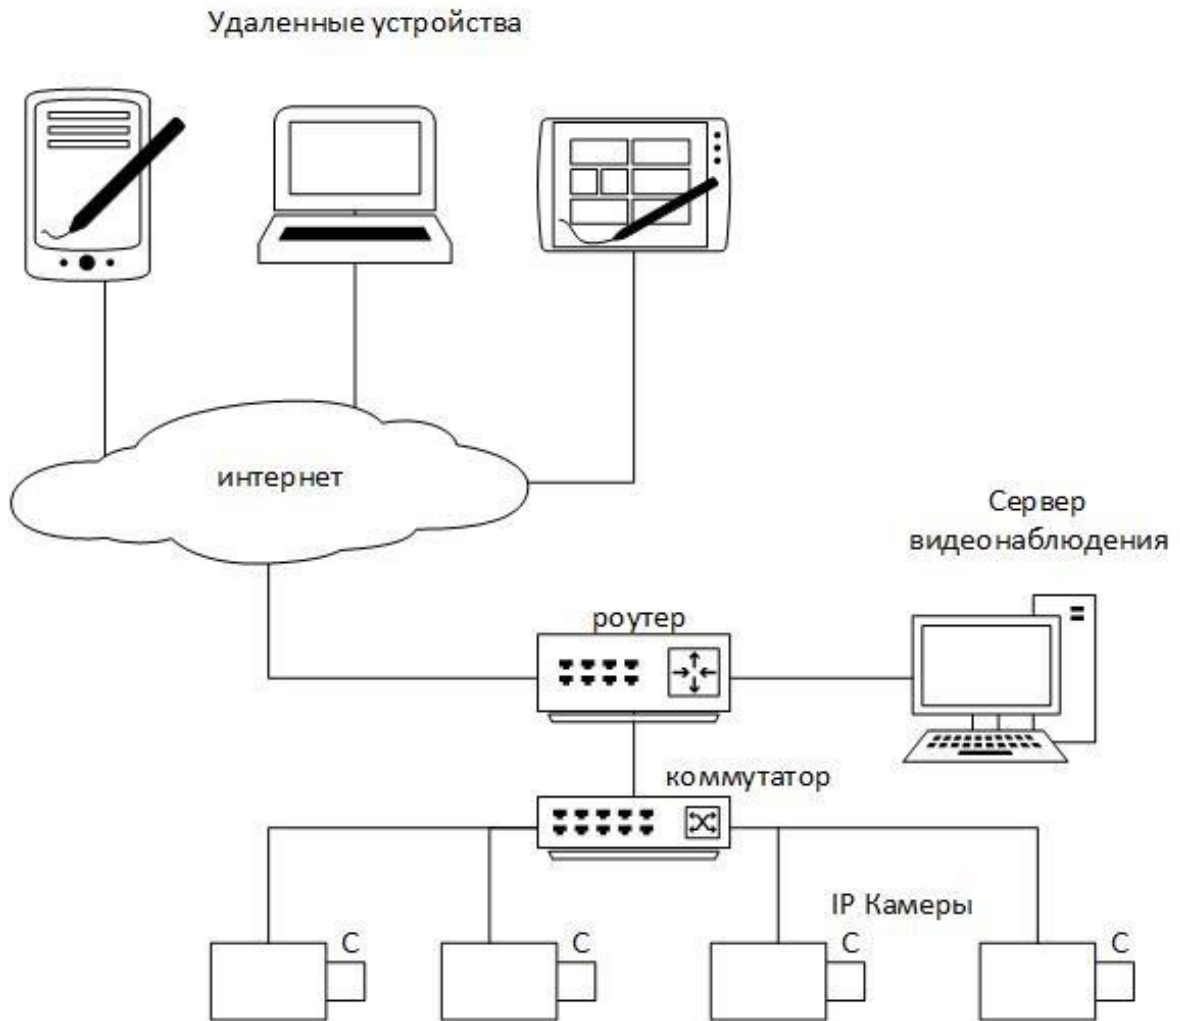 Удаленные устройства
интернет
Сервер
видеонаблюдения
роутер
коммутатор
IP Камеры
С
С
С
С